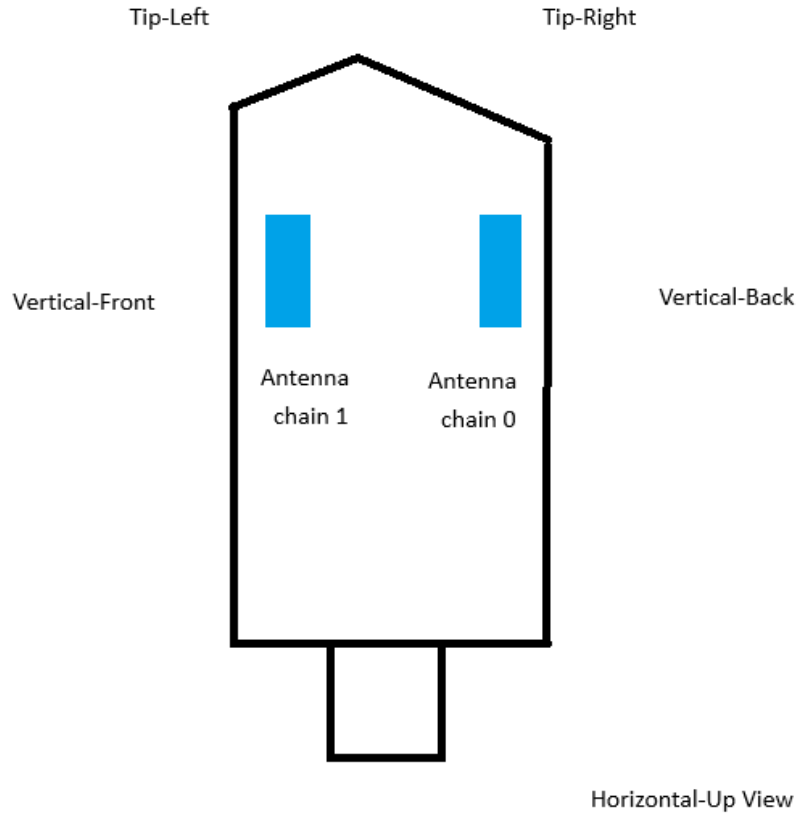 Tip-Left
Tip-Right
Vertical-Front
Vertical-Back
Antenna
chain 1
Antenna
chain 0
Horizontal-Up View